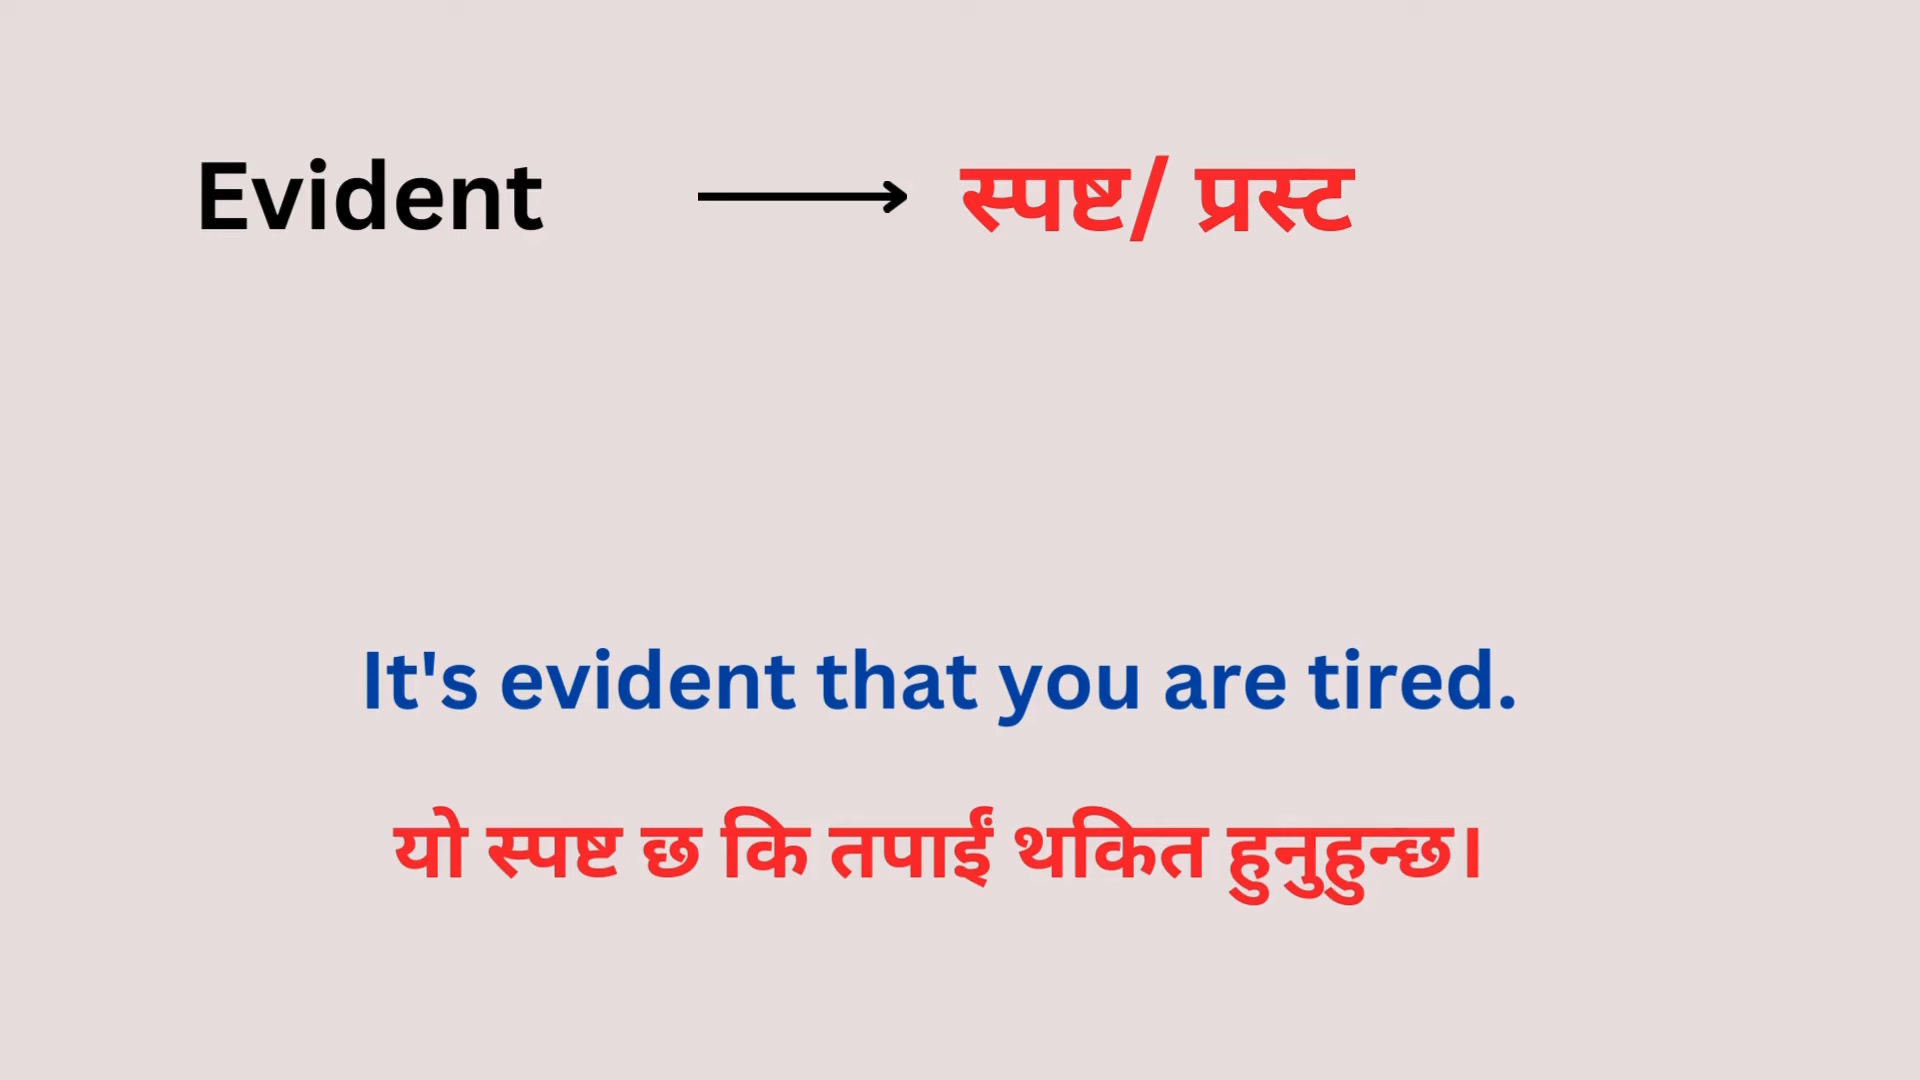 Evident → स्पष्ट/ प्रस्ट
It's evident that you are tired.
यो स्पष्ट छ कि तपाईं थकित हुनुहुन्छ।